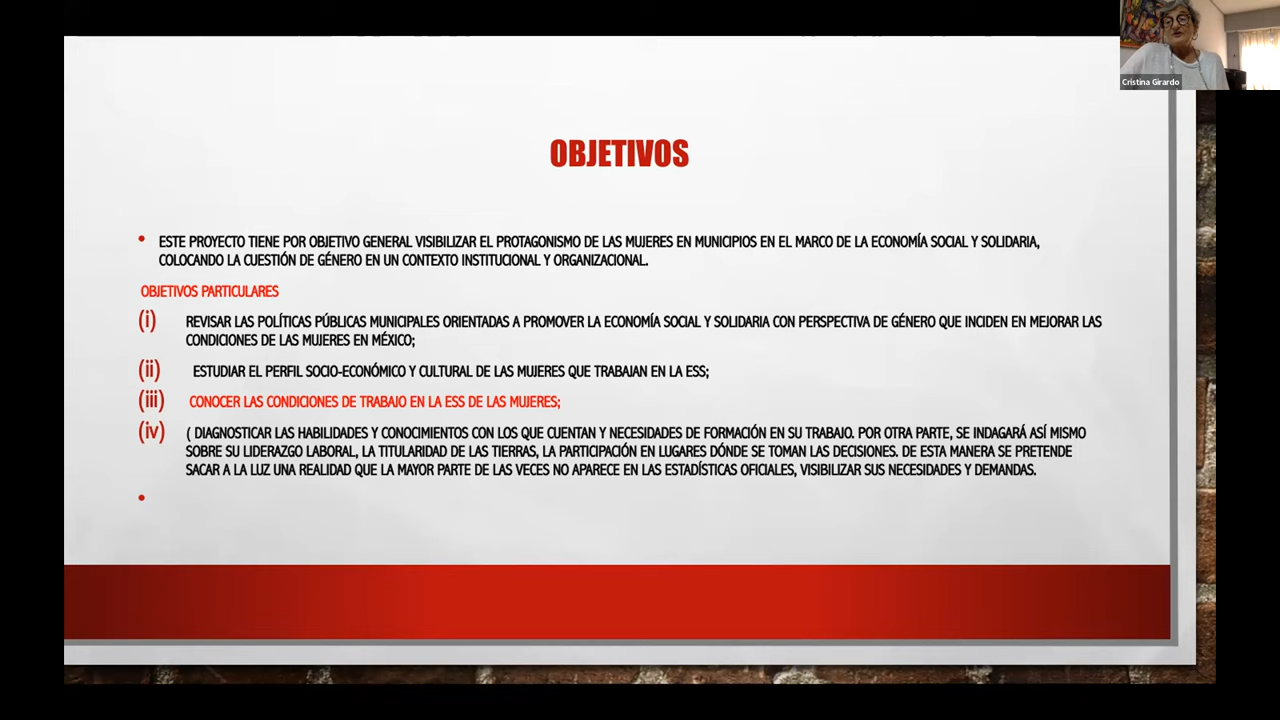 Cristina Girardo
OBJETIVOS
• ESTE PROYECTO TIENE POR OBJETIVO GENERAL VISIBILIZAR EL PROTAGONISMO DE LAS MUJERES EN MUNICIPIOS EN EL MARCO DE LA ECONOMÍA SOCIAL Y SOLIDARIA,
COLOCANDO LA CUESTIÓN DE GÉNERO EN UN CONTEXTO INSTITUCIONAL Y ORGANIZACIONAL.
OBJETIVOS PARTICULARES
(i) REVISAR LAS POLÍTICAS PÚBLICAS MUNICIPALES ORIENTADAS A PROMOVER LA ECONOMÍA SOCIAL Y SOLIDARIA CON PERSPECTIVA DE GÉNERO QUE INCIDEN EN MEJORAR LAS
CONDICIONES DE LAS MUJERES EN MÉXICO;
(ii) ESTUDIAR EL PERFIL SOCIO-ECONÓMICO Y CULTURAL DE LAS MUJERES QUE TRABAJAN EN LA ESS;
(iii) CONOCER LAS CONDICIONES DE TRABAJO EN LA ESS DE LAS MUJERES;
(iv) ( DIAGNOSTICAR LAS HABILIDADES Y CONOCIMIENTOS CON LOS QUE CUENTAN Y NECESIDADES DE FORMACIÓN EN SU TRABAJO. POR OTRA PARTE, SE INDAGARÁ ASÍ MISMO
SOBRE SU LIDERAZGO LABORAL, LA TITULARIDAD DE LAS TIERRAS, LA PARTICIPACIÓN EN LUGARES DÓNDE SE TOMAN LAS DECISIONES. DE ESTA MANERA SE PRETENDE
SACAR A LA LUZ UNA REALIDAD QUE LA MAYOR PARTE DE LAS VECES NO APARECE EN LAS ESTADÍSTICAS OFICIALES, VISIBILIZAR SUS NECESIDADES Y DEMANDAS.
•